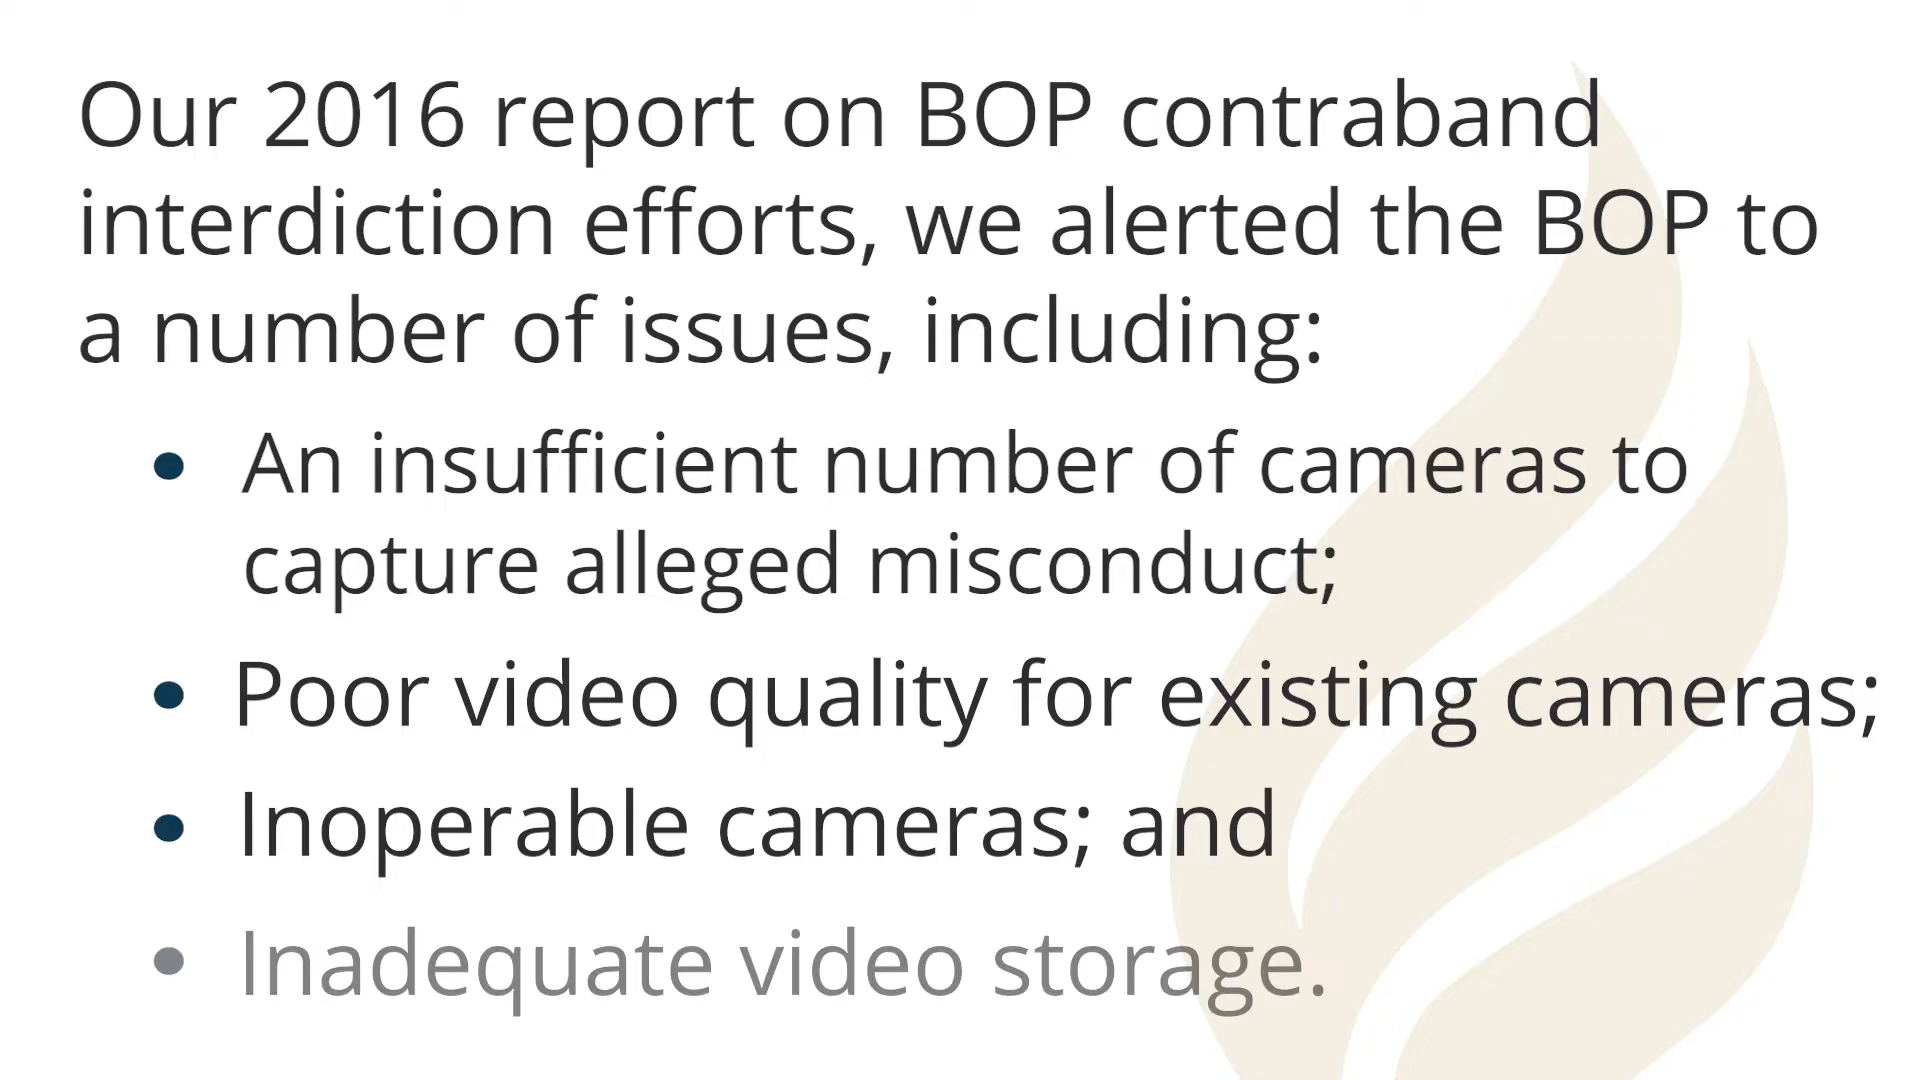 Our 2016 report on BOP contraband
interdiction efforts, we alerted the BOP to
a number of issues, including:
• An insufficient number of cameras to
capture alleged misconduct;
• Poor video quality for existing cameras;
• Inoperable cameras; and
• Inadequate video storage.